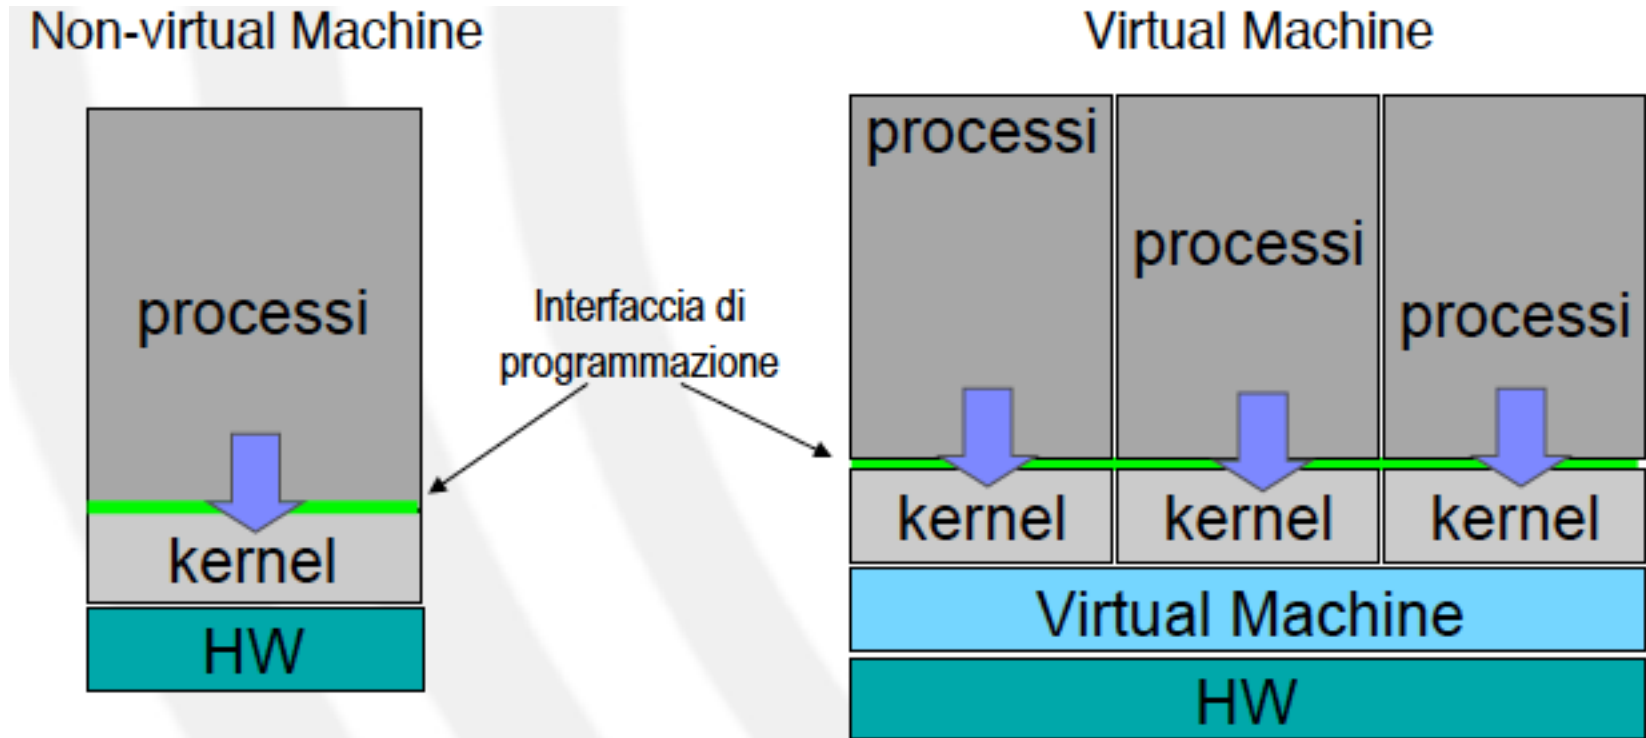 Non-virtual Machine
Virtual Machine
processi
kernel
HW
Interfaccia di
programmazione
processi
processi
processi
kernel
kernel
kernel
Virtual Machine
HW